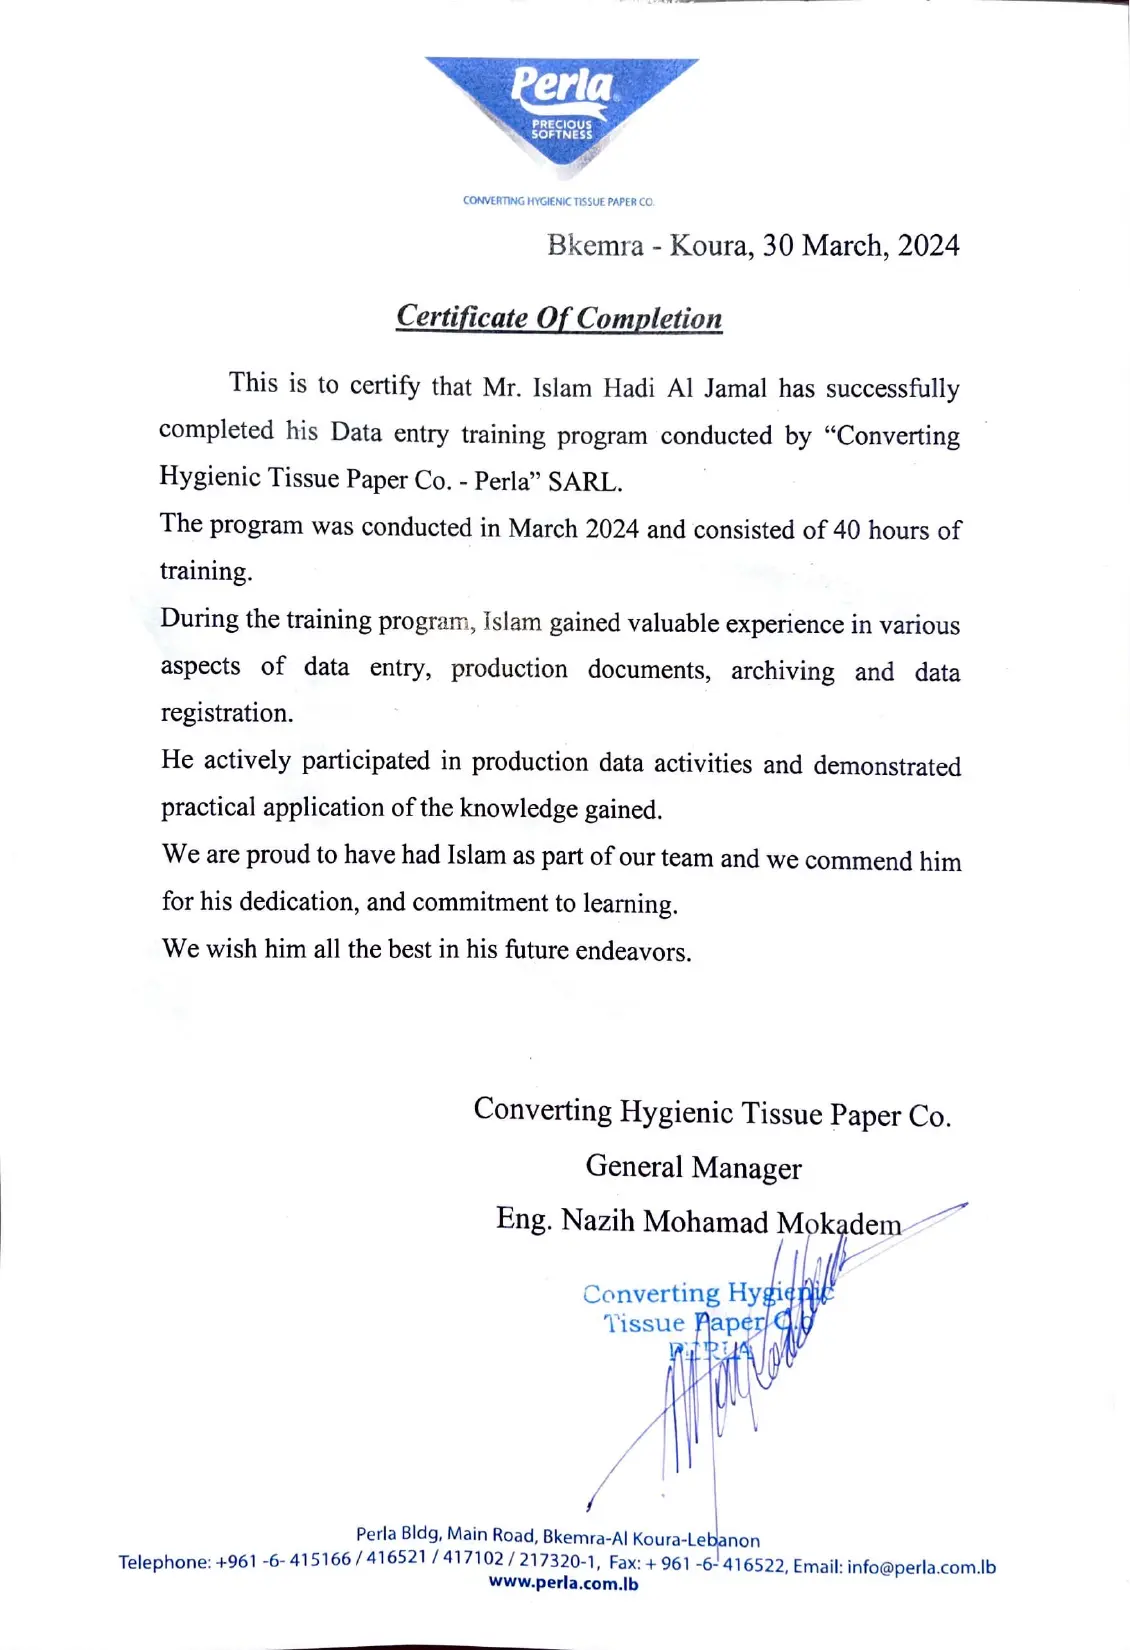 Perla
PRECIOUS
SOFTNESS
CONVERTING HYGIENIC TISSUE PAPER CO.
Bkemra - Koura, 30 March, 2024
Certificate Of Completion
This is to certify that Mr. Islam Hadi Al Jamal has successfully
completed his Data entry training program conducted by “Converting
Hygienic Tissue Paper Co. - Perla” SARL.
The program was conducted in March 2024 and consisted of 40 hours of
training.
During the training program, Islam gained valuable experience in various
aspects of data entry, production documents, archiving and data
registration.
He actively participated in production data activities and demonstrated
practical application of the knowledge gained.
We are proud to have had Islam as part of our team and we commend him
for his dedication, and commitment to learning.
We wish him all the best in his future endeavors.
Converting Hygienic Tissue Paper Co.
General Manager
Eng. Nazih Mohamad Mokadem
Converting Hygienic
Tissue Paper C.o
PERLA
Perla Bldg, Main Road, Bkemra-Al Koura-Lebanon
Telephone: +961 -6- 415166 / 416521 / 417102 / 217320-1, Fax: + 961 -6- 416522, Email: info@perla.com.lb
www.perla.com.lb